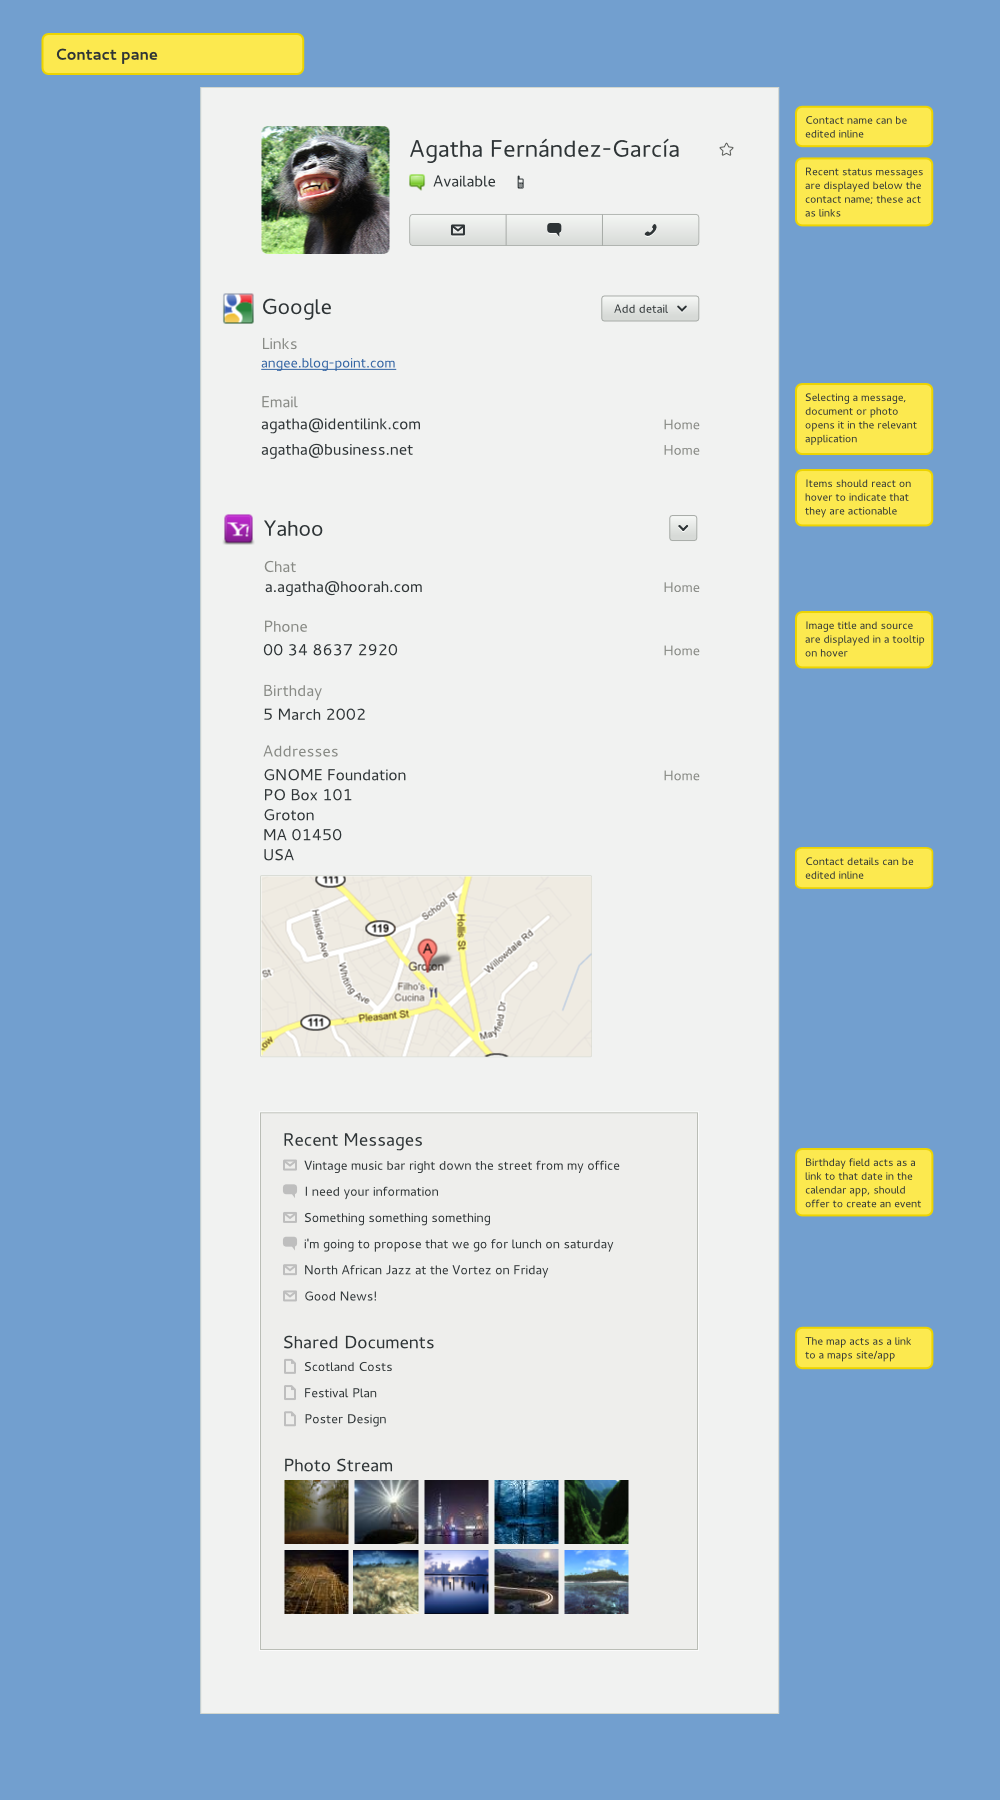 Contact pane
Agatha Fernández-García
Available
Google
Add detail
Links
angee.blog-point.com
Email
agatha@identilink.com
Home
agatha@business.net
Home
Y!
Yahoo
Chat
a.agatha@hoorah.com
Home
Phone
00 34 8637 2920
Home
Birthday
5 March 2002
Addresses
GNOME Foundation
Home
PO Box 101
Groton
MA 01450
USA
111
School St
Hillside Ave
119
Hollis St
A
Willowdale Rd
Groton
St
Whiting Ave
Filho's
Cucina
Mayfield Dr
111
Pleasant St
Recent Messages
Vintage music bar right down the street from my office
I need your information
Something something something
i'm going to propose that we go for lunch on saturday
North African Jazz at the Vortez on Friday
Good News!
Shared Documents
Scotland Costs
Festival Plan
Poster Design
Photo Stream
Contact name can be
edited inline
Recent status messages
are displayed below the
contact name; these act
as links
Selecting a message,
document or photo
opens it in the relevant
application
Items should react on
hover to indicate that
they are actionable
Image title and source
are displayed in a tooltip
on hover
Contact details can be
edited inline
Birthday field acts as a
link to that date in the
calendar app, should
offer to create an event
The map acts as a link
to a maps site/app